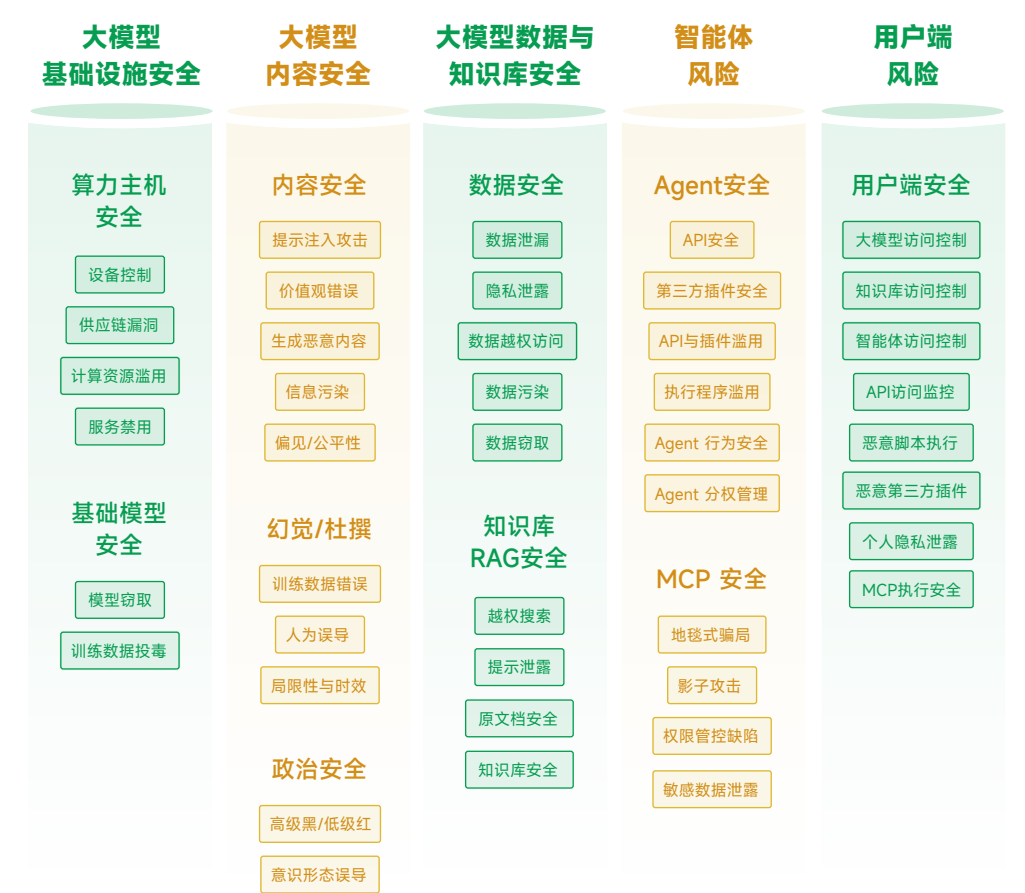 大模型
基础设施安全
算力主机
安全
设备控制
供应链漏洞
计算资源滥用
服务禁用
基础模型
安全
模型窃取
训练数据投毒
大模型
内容安全
内容安全
提示注入攻击
价值观错误
生成恶意内容
信息污染
偏见/公平性
幻觉/杜撰
训练数据错误
人为误导
局限性与时效
政治安全
高级黑/低级红
意识形态误导
大模型数据与
知识库安全
数据安全
数据泄漏
隐私泄露
数据越权访问
数据污染
数据窃取
知识库
RAG安全
越权搜索
提示泄露
原文档安全
知识库安全
智能体
风险
Agent安全
API安全
第三方插件安全
API与插件滥用
执行程序滥用
Agent 行为安全
Agent 分权管理
MCP 安全
地毯式骗局
影子攻击
权限管控缺陷
敏感数据泄露
用户端
风险
用户端安全
大模型访问控制
知识库访问控制
智能体访问控制
API访问监控
恶意脚本执行
恶意第三方插件
个人隐私泄露
MCP执行安全